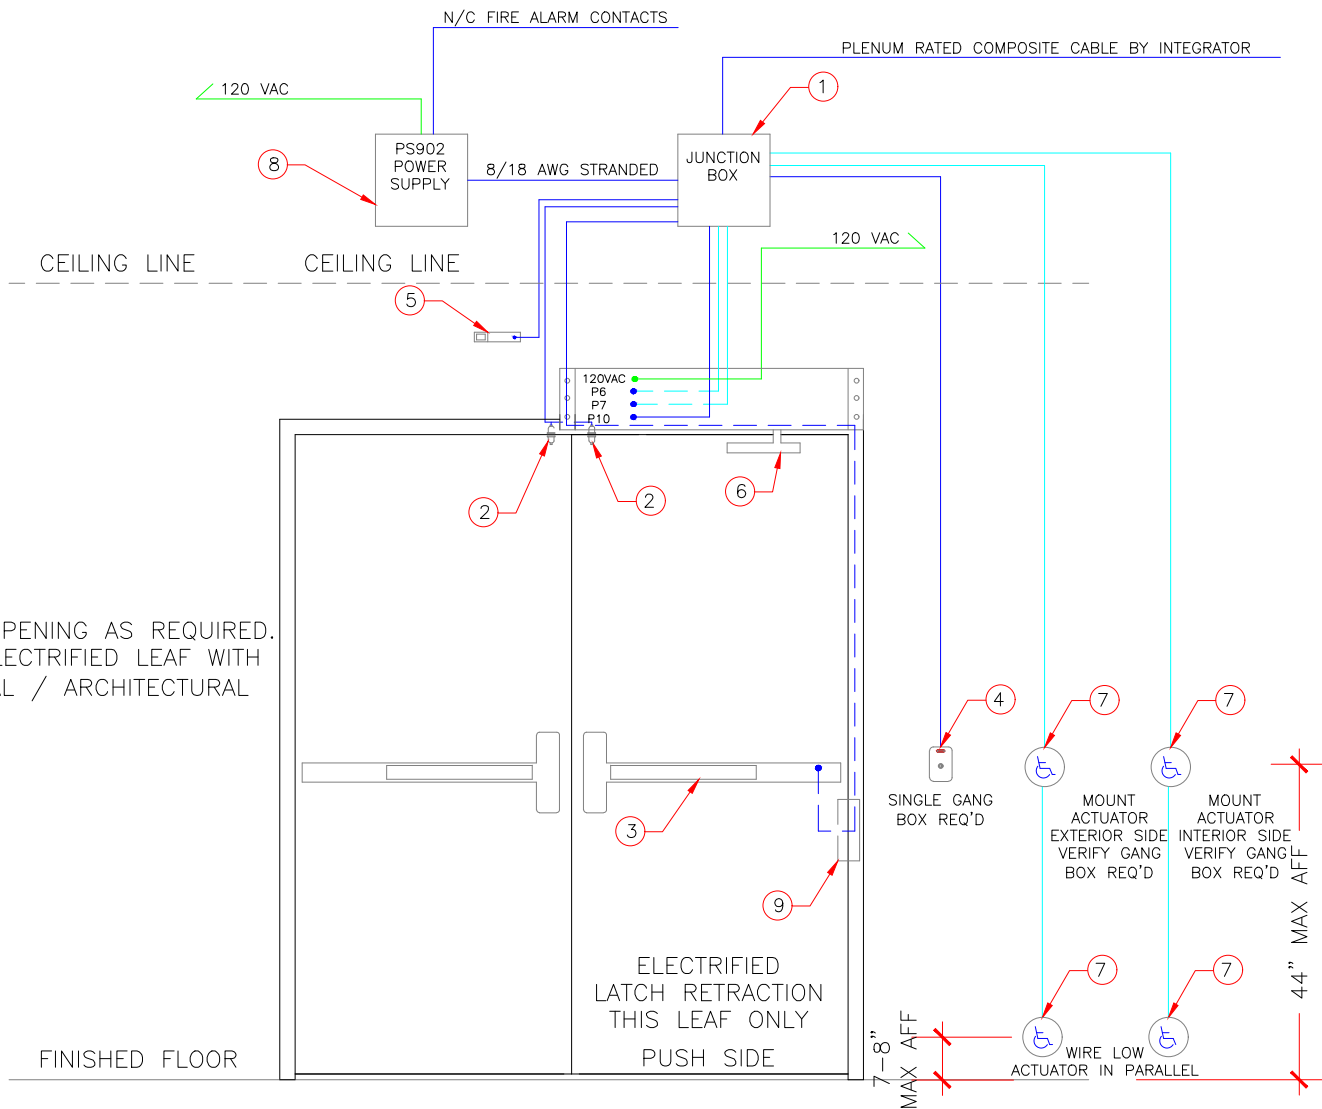 N/C FIRE ALARM CONTACTS
PLENUM RATED COMPOSITE CABLE BY INTEGRATOR
120 VAC
1
PS902
POWER
SUPPLY
8
8/18 AWG STRANDED
JUNCTION
BOX
120 VAC
CEILING LINE
CEILING LINE
5
120VAC
P6
P7
P10
2
2
6
PENING AS REQUIRED.
LECTRIFIED LEAF WITH
AL / ARCHITECTURAL
4
7
7
SINGLE GANG
BOX REQ'D
MOUNT
ACTUATOR
EXTERIOR SIDE
VERIFY GANG
BOX REQ'D
MOUNT
ACTUATOR
INTERIOR SIDE
VERIFY GANG
BOX REQ'D
3
9
44" MAX AFF
ELECTRIFIED
LATCH RETRACTION
THIS LEAF ONLY
PUSH SIDE
7
7
7-8"
MAX AFF
WIRE LOW
ACTUATOR IN PARALLEL
FINISHED FLOOR